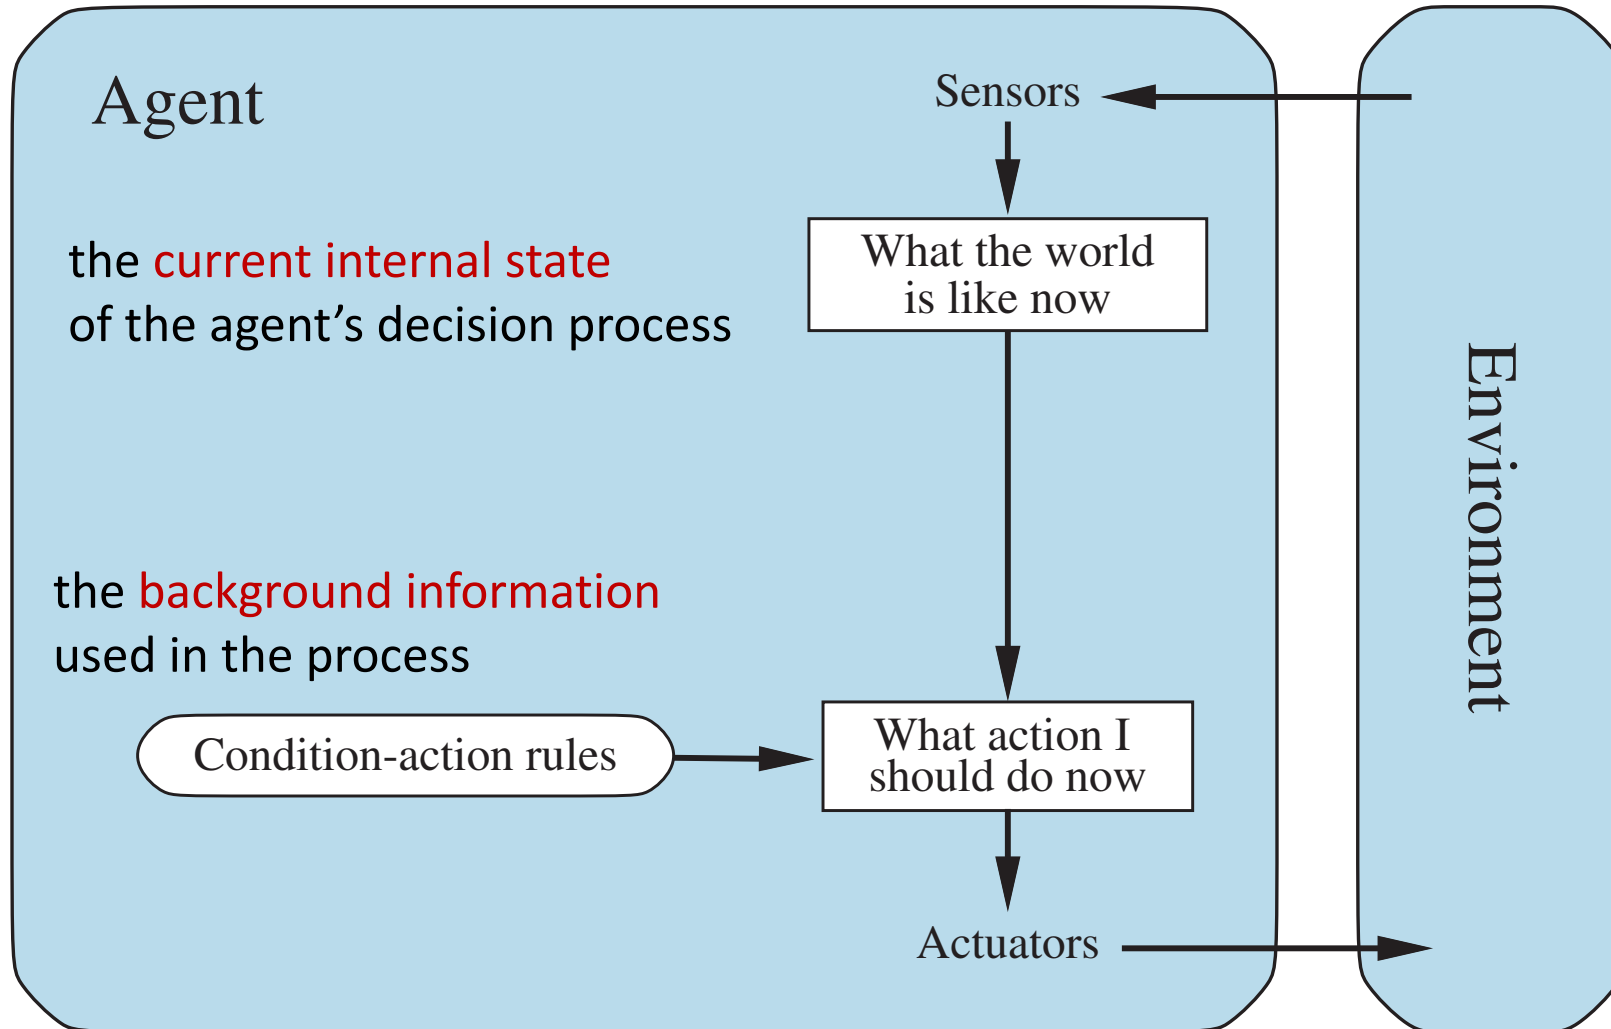 Agent
Sensors
the current internal state
of the agent’s decision process
What the world
is like now
Environment
the background information
used in the process
Condition-action rules
What action I
should do now
Actuators